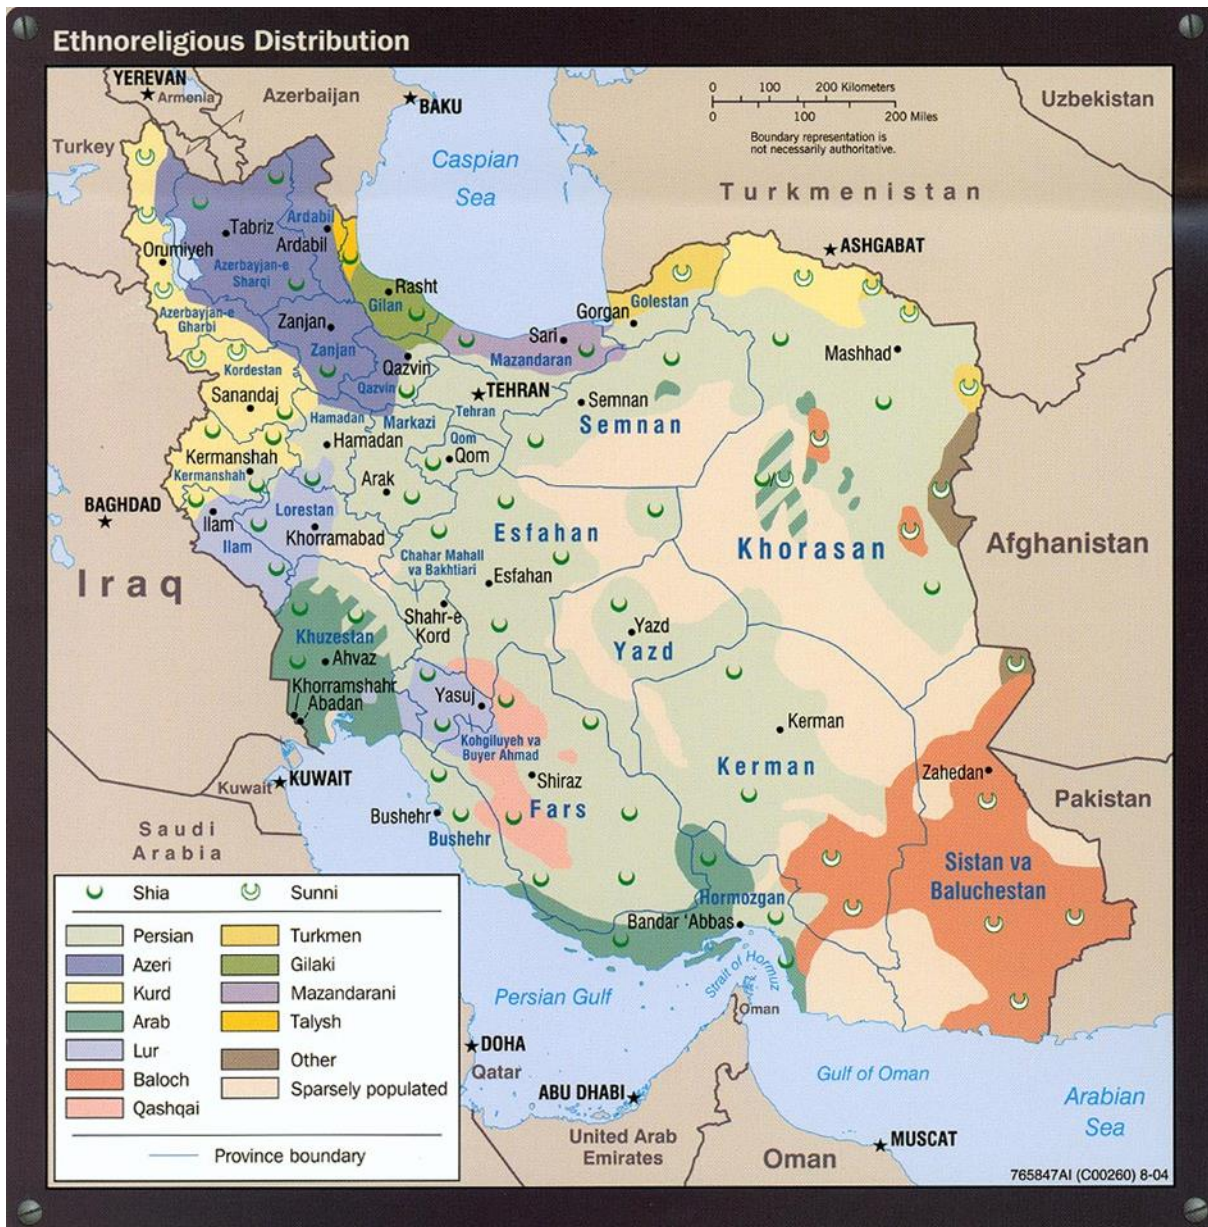 Ethnoreligious Distribution
YEREVAN
Armenia
Azerbaijan
BAKU
0 100 200 Kilometers
0 100 200 Miles
Boundary representation is
not necessarily authoritative.
Uzbekistan
Turkey
Caspian
Sea
Turkmenistan
ASHGABAT
Ardabil
Tabriz
Ardabil
Orumiyeh
Azerbayjan-e
Sharqi
Rasht
Gilan
Golestan
Gorgan
Azerbayjan-e
Gharbi
Zanjan
Zanjan
Sari
Mazandaran
Mashhad
Qazvin
Kordestan
Qazvin
TEHRAN
Sanandaj
Tehran
Semnan
Semnan
Hamadan
Markazi
Hamadan
Qom
Qom
Kermanshah
Kermanshah
Arak
BAGHDAD
Lorestan
Ilam
Khorramabad
Ilam
Esfahan
Khorasan
Afghanistan
Chahar Mahall
va Bakhtiari
Esfahan
Iraq
Shahr-e
Kord
Khuzestan
Yazd
Yazd
Ahvaz
Khorramshahr
Abadan
Yasuj
Kerman
Kohgiluyeh va
Buyer Ahmad
Kerman
Zahedan
KUWAIT
Kuwait
Shiraz
Fars
Pakistan
Bushehr
Bushehr
Saudi
Arabia
Sistan va
Baluchestan
Hormozgan
Bandar 'Abbas
Strait of Hormuz
Persian Gulf
Oman
DOHA
Qatar
ABU DHABI
Gulf of Oman
Arabian
Sea
United Arab
Emirates
MUSCAT
Oman
Shia
Sunni
Persian
Azeri
Kurd
Arab
Lur
Baloch
Qashqai
Turkmen
Gilaki
Mazandarani
Talysh
Other
Sparsely populated
Province boundary
765847AI (C00260) 8-04